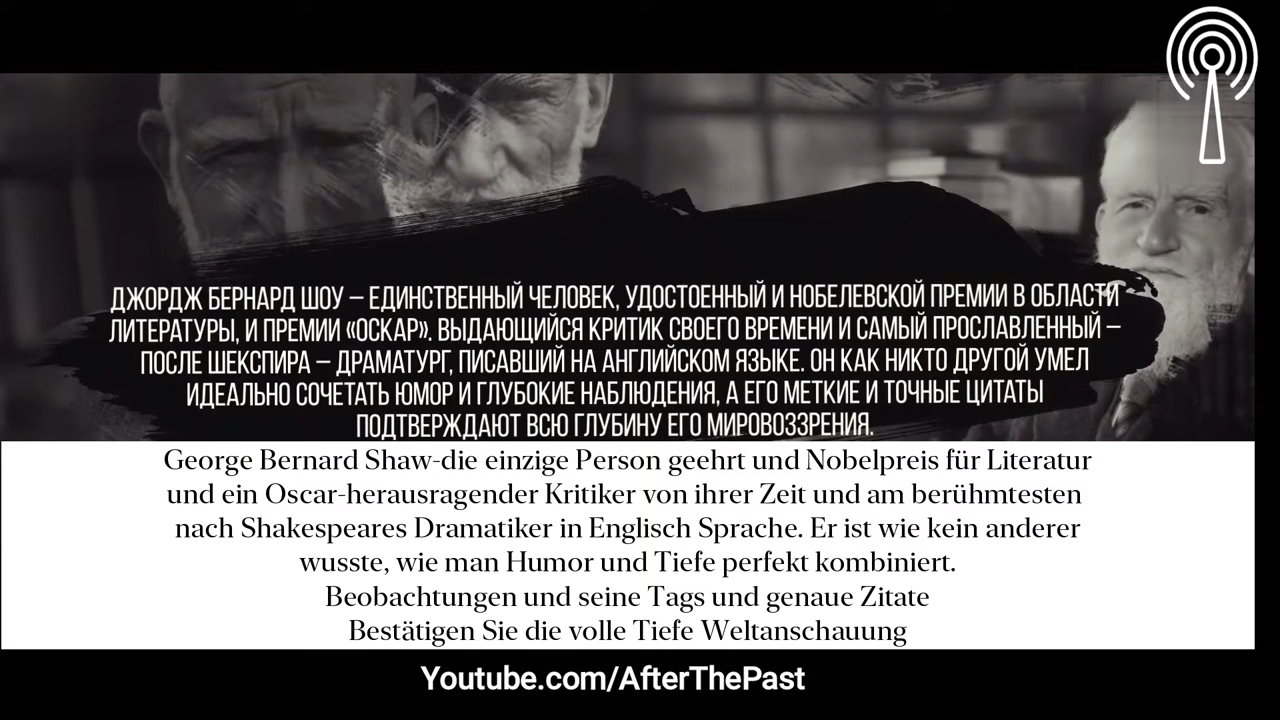 ДЖОРДЖ БЕРНАРД ШОУ – ЕДИНСТВЕННЫЙ ЧЕЛОВЕК, УДОСТОЕННЫЙ И НОБЕЛЕВСКОЙ ПРЕМИИ В ОБЛАСТИ
ЛИТЕРАТУРЫ, И ПРЕМИИ «ОСКАР». ВЫДАЮЩИЙСЯ КРИТИК СВОЕГО ВРЕМЕНИ И САМЫЙ ПРОСЛАВЛЕННЫЙ –
ПОСЛЕ ШЕКСПИРА – ДРАМАТУРГ, ПИСАВШИЙ НА АНГЛИЙСКОМ ЯЗЫКЕ. ОН КАК НИКТО ДРУГОЙ УМЕЛ
ИДЕАЛЬНО СОЧЕТАТЬ ЮМОР И ГЛУБОКИЕ НАБЛЮДЕНИЯ, А ЕГО МЕТКИЕ И ТОЧНЫЕ ЦИТАТЫ
ПОДТВЕРЖДАЮТ ВСЮ ГЛУБИНУ ЕГО МИРОВОЗЗРЕНИЯ.
George Bernard Shaw-die einzige Person geehrt und Nobelpreis für Literatur
und ein Oscar-herausragender Kritiker von ihrer Zeit und am berühmtesten
nach Shakespeares Dramatiker in Englisch Sprache. Er ist wie kein anderer
wusste, wie man Humor und Tiefe perfekt kombiniert.
Beobachtungen und seine Tags und genaue Zitate
Bestätigen Sie die volle Tiefe Weltanschauung
Youtube.com/AfterThePast